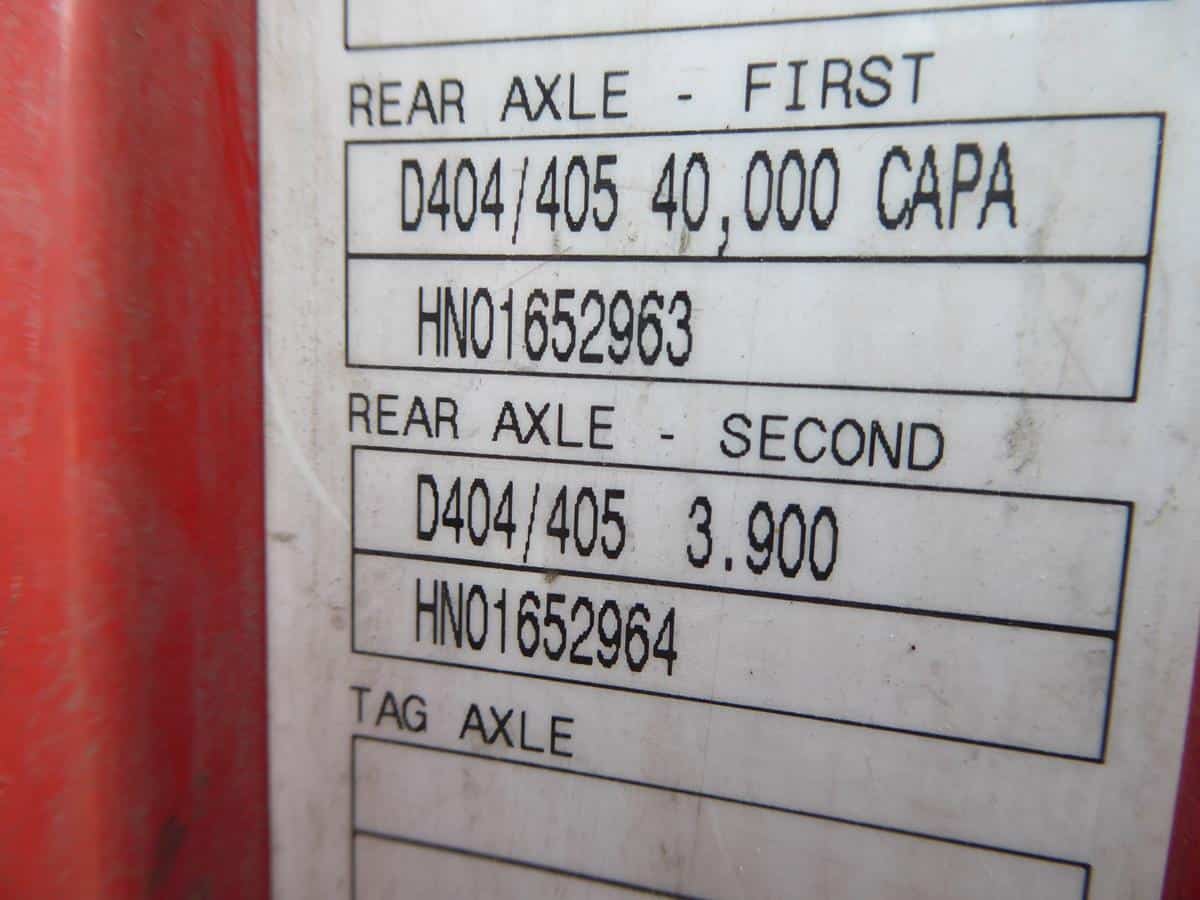 REAR AXLE - FIRST
D404/405 40,000 CAPA
HN01652963
REAR AXLE - SECOND
D404/405 3.900
HN01652964
TAG AXLE